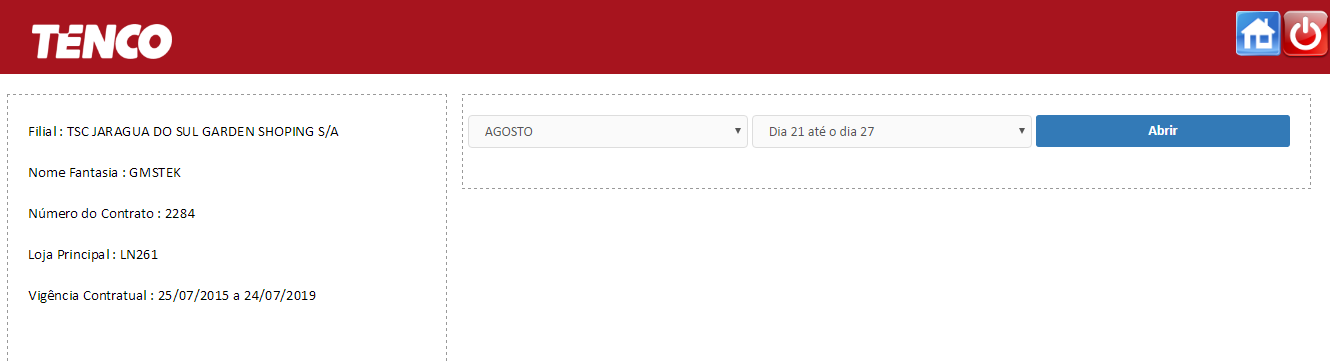 TENCO
Filial : TSC JARAGUA DO SUL GARDEN SHOPING S/A
Nome Fantasia : GMSTEK
Número do Contrato : 2284
Loja Principal : LN261
Vigência Contratual : 25/07/2015 a 24/07/2019
AGOSTO
Dia 21 até o dia 27
Abrir